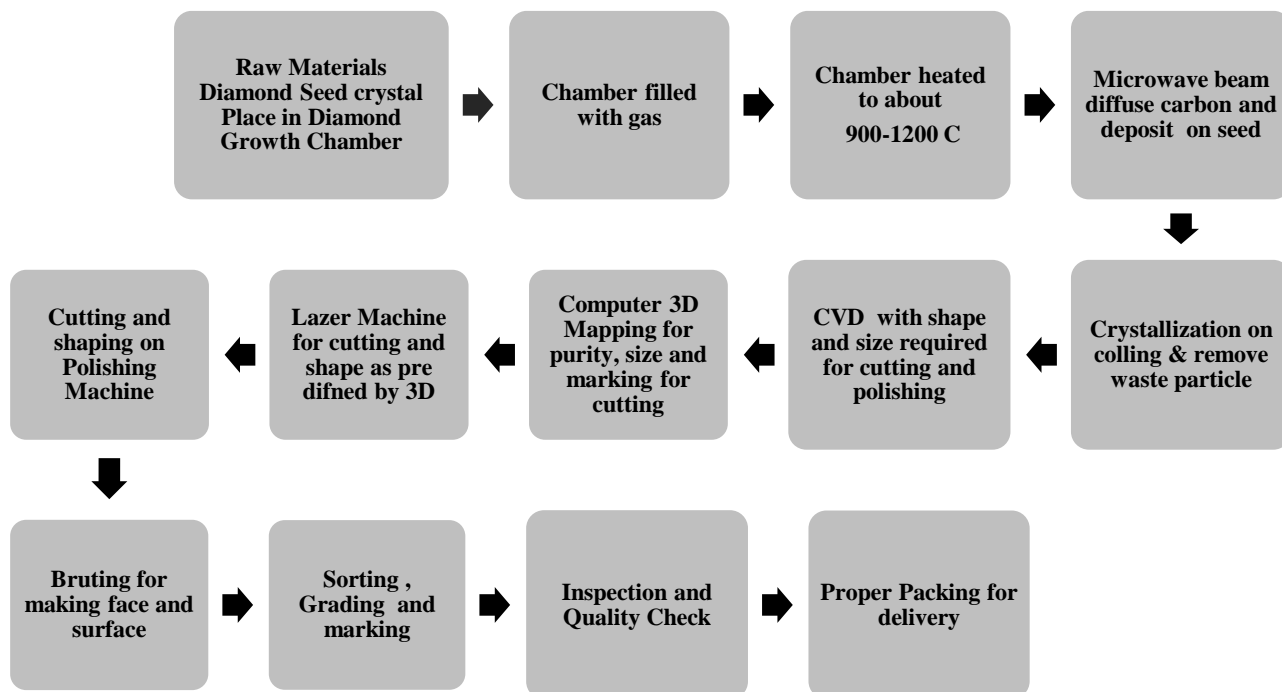 Raw Materials
Diamond Seed crystal
Place in Diamond
Growth Chamber
Chamber filled
with gas
Chamber heated
to about
900-1200 C
Microwave beam
diffuse carbon and
deposit on seed
Crystallization on
colling & remove
waste particle
CVD with shape
and size required
for cutting and
polishing
Computer 3D
Mapping for
purity, size and
marking for
cutting
Lazer Machine
for cutting and
shape as pre
difned by 3D
Cutting and
shaping on
Polishing
Machine
Bruting for
making face and
surface
Sorting ,
Grading and
marking
Inspection and
Quality Check
Proper Packing for
delivery